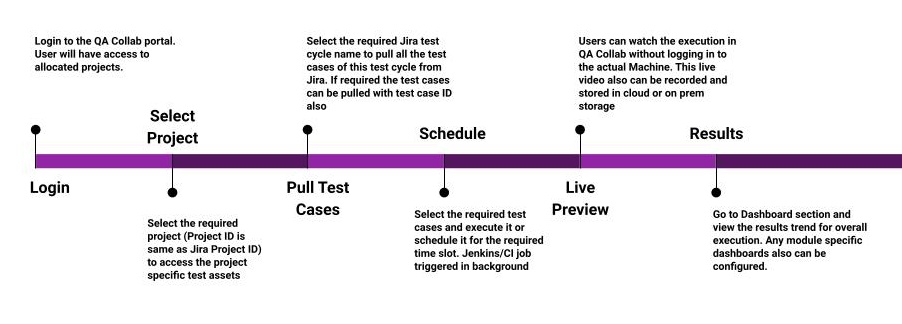 Login to the QA Collab portal.
User will have access to
allocated projects.
Login
Select
Project
Select the required
project (Project ID is
same as Jira Project ID)
to access the project
specific test assets
Select the required Jira test
cycle name to pull all the test
cases of this test cycle from
Jira. If required the test cases
can be pulled with test case ID
also
Pull Test
Cases
Schedule
Select the required test
cases and execute it or
schedule it for the required
time slot. Jenkins/CI job
triggered in background
Users can watch the execution in
QA Collab without logging in to
the actual Machine. This live
video also can be recorded and
stored in cloud or on prem
storage
Live
Preview
Results
Go to Dashboard section and
view the results trend for overall
execution. Any module specific
dashboards also can be
configured.